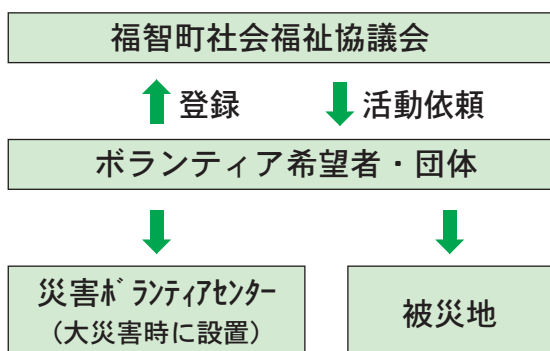 福智町社会福祉協議会
登録 活動依頼
ボランティア希望者・団体
災害ﾎﾞﾗﾝﾃｨｱｾﾝﾀｰ 被災地
(大災害時に設置)